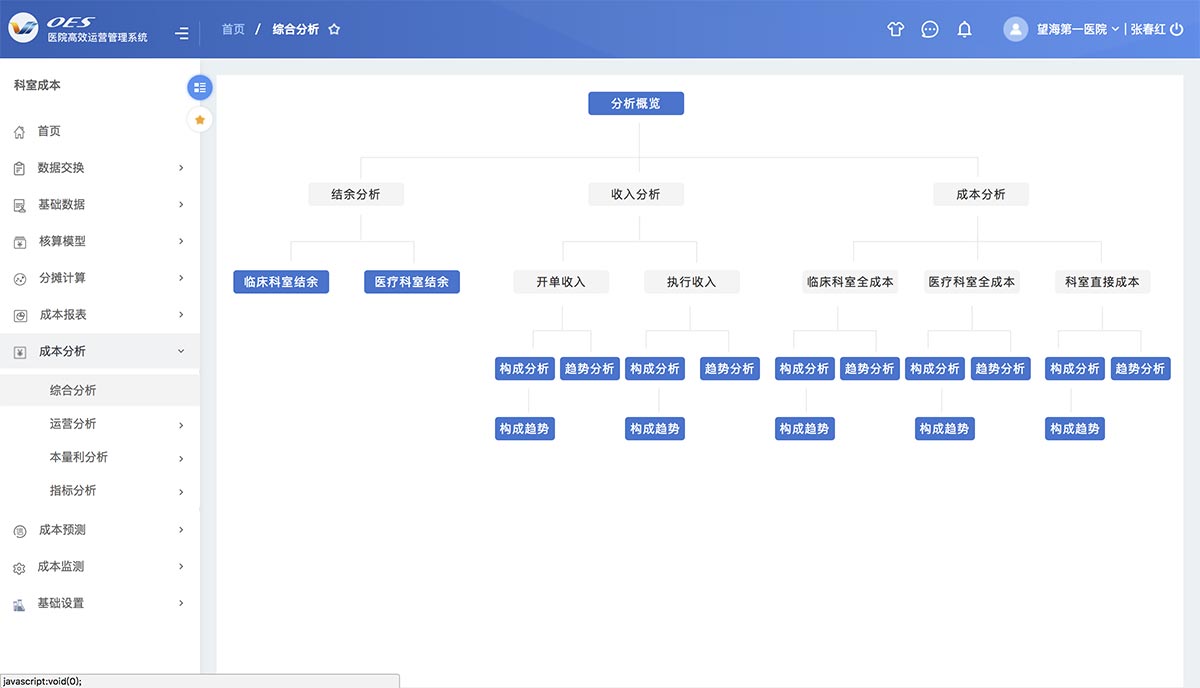 OES
医院高效运营管理系统
首页 / 综合分析
望海第一医院 | 张春红
科室成本
首页
数据交换
基础数据
核算模型
分摊计算
成本报表
成本分析
综合分析
运营分析
本量利分析
指标分析
成本预测
成本监测
基础设置
分析概览
结余分析 收入分析 成本分析
临床科室结余 医疗科室结余 开单收入 执行收入 临床科室全成本 医疗科室全成本 科室直接成本
构成分析 趋势分析 构成分析 趋势分析 构成分析 趋势分析 构成分析 趋势分析 构成分析 趋势分析
构成趋势 构成趋势 构成趋势 构成趋势 构成趋势
javascript:void(0);